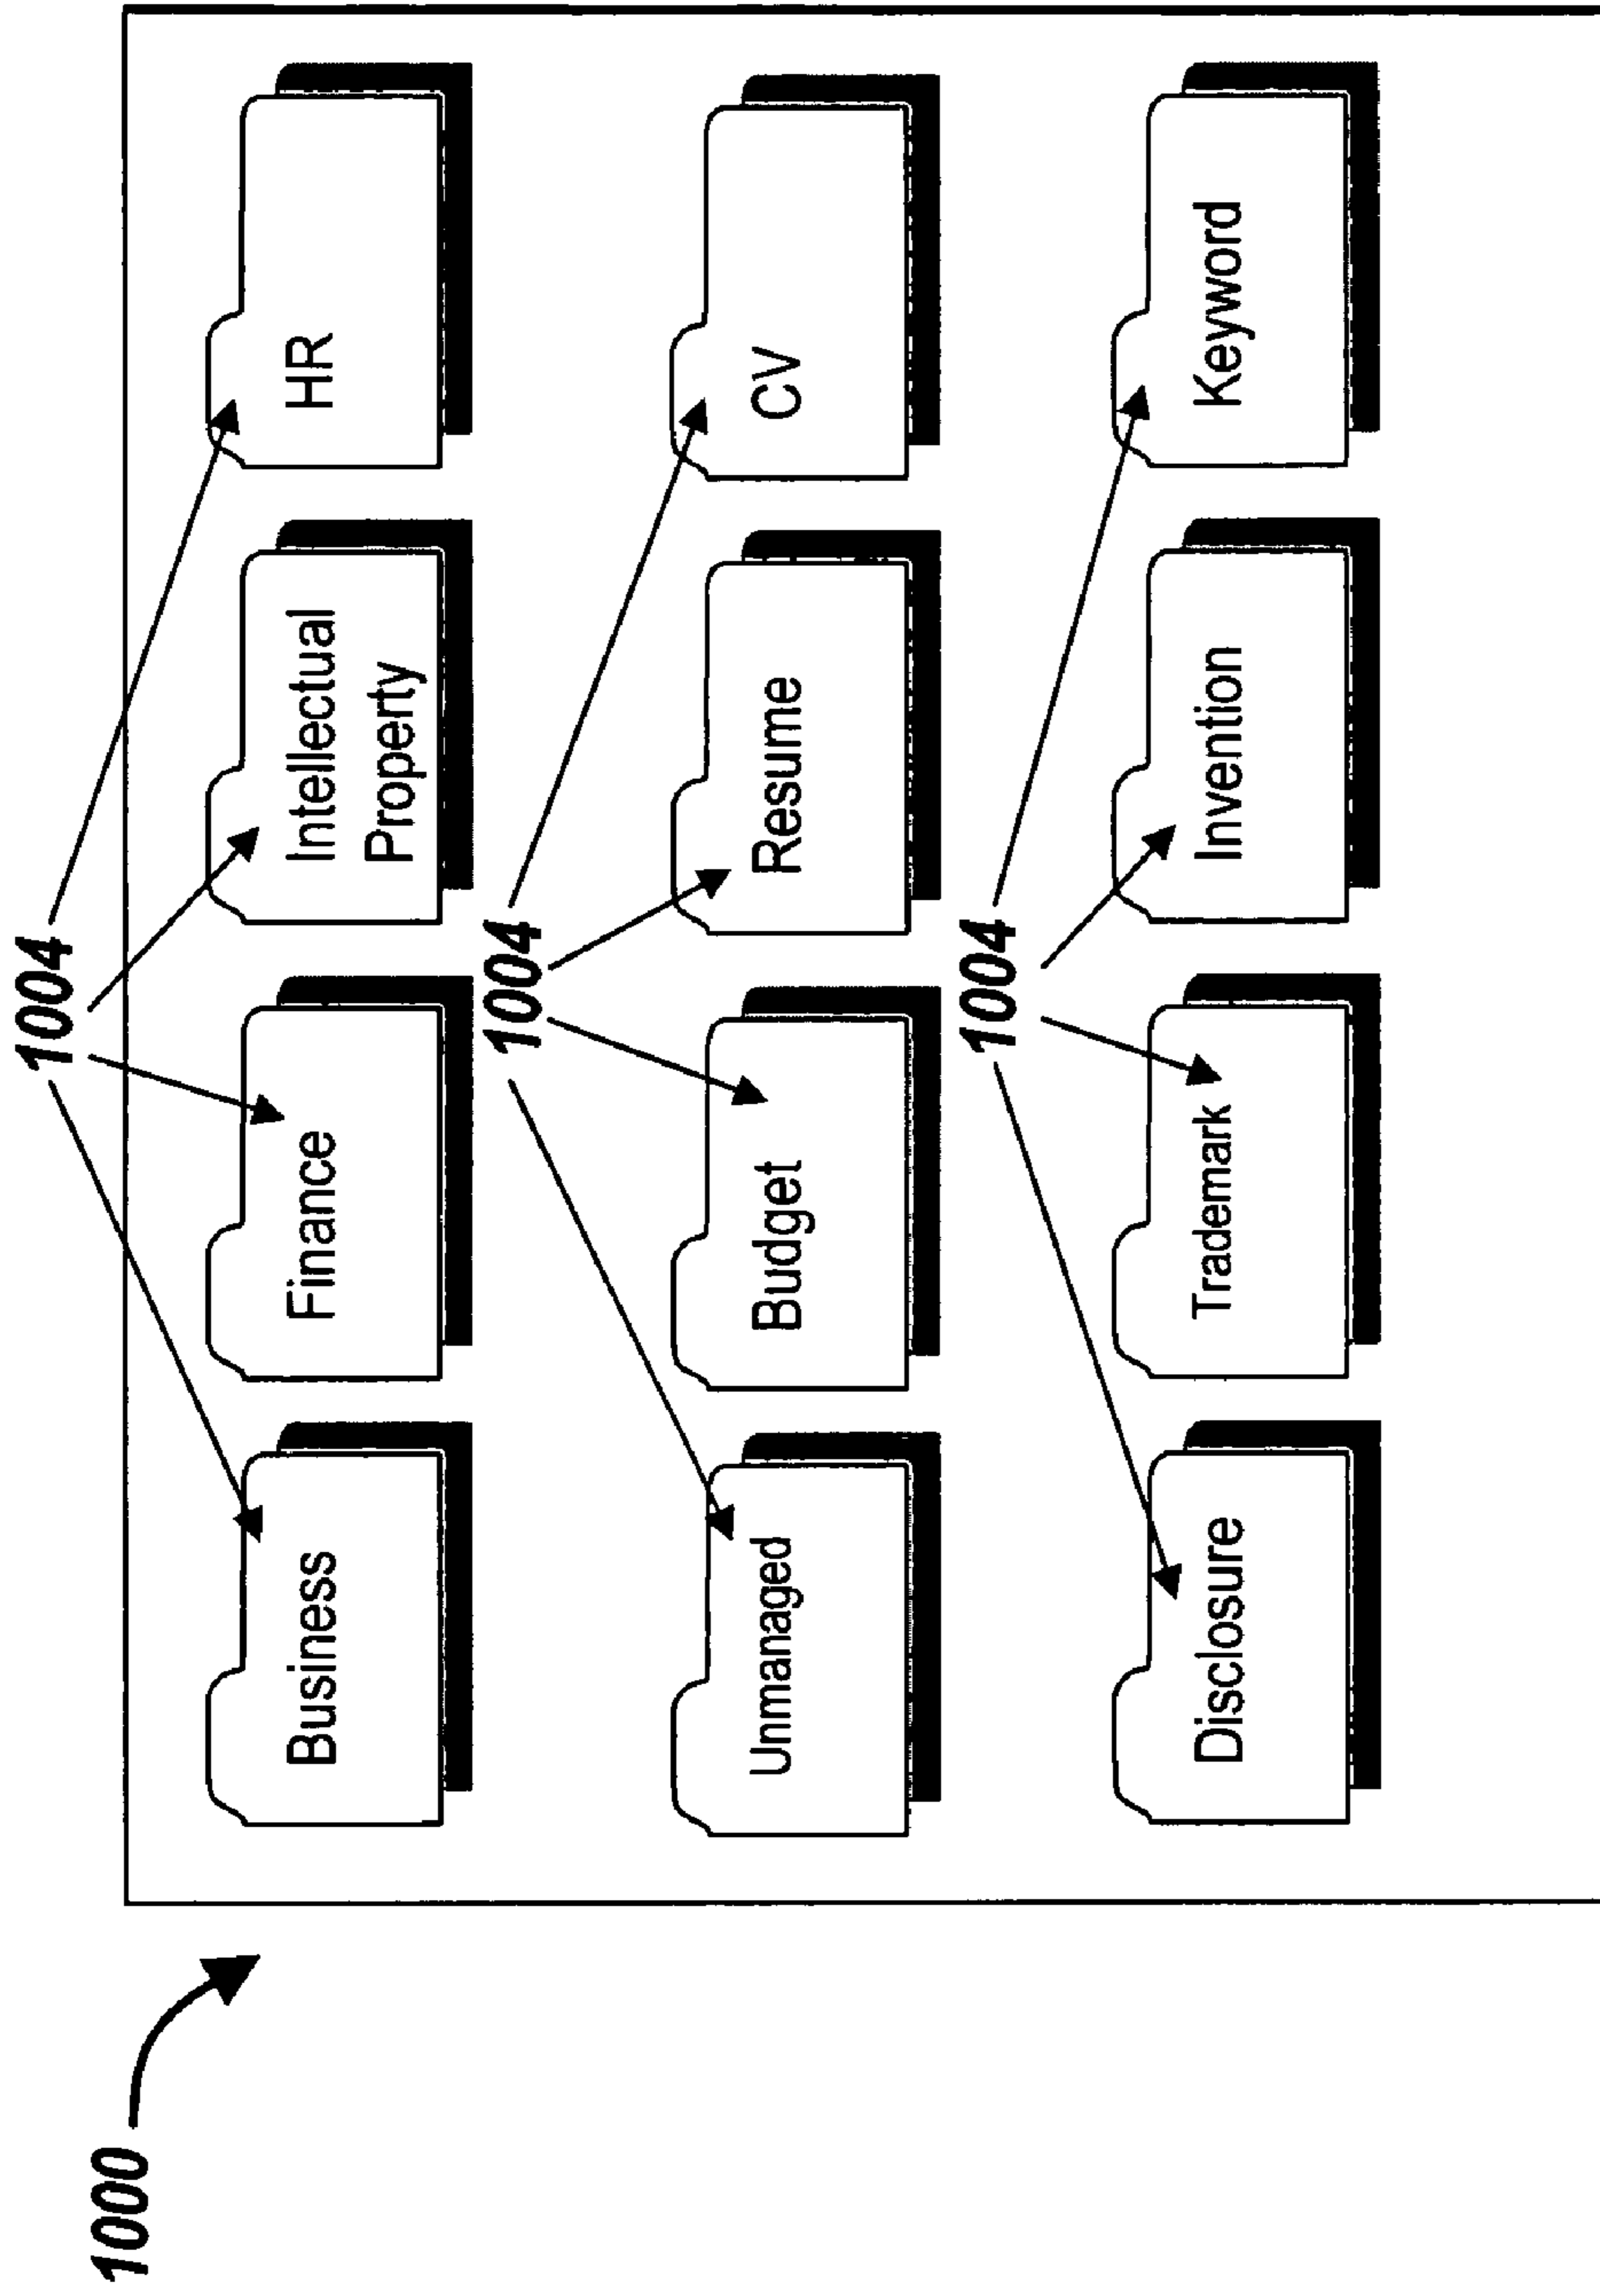 1000
1004
Business
Finance
Intellectual
Property
HR
1004
Unmanaged
Budget
Resume
CV
1004
Disclosure
Trademark
Invention
Keyword